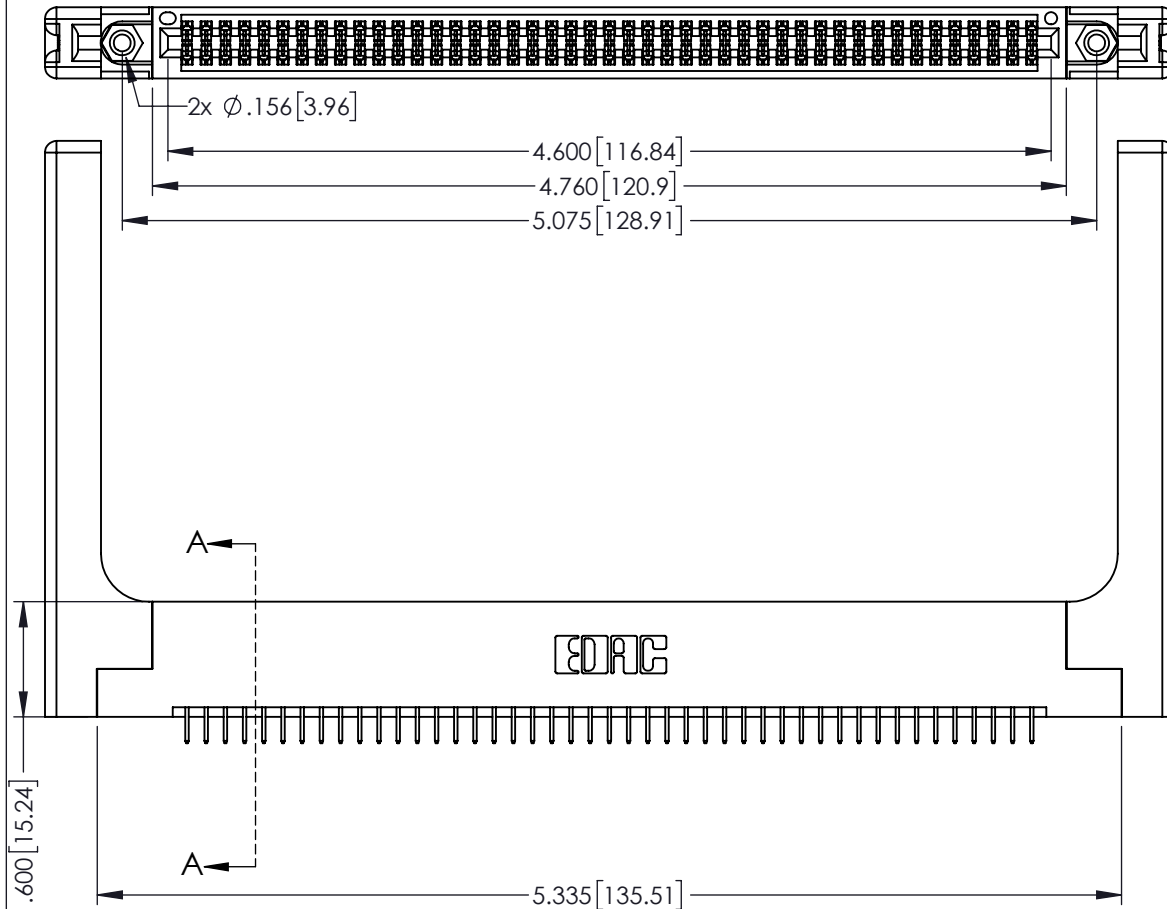 2x ∅.156[3.96]
4.600[116.84]
4.760[120.9]
5.075[128.91]
A
EDAC
A
.600[15.24]
5.335[135.51]